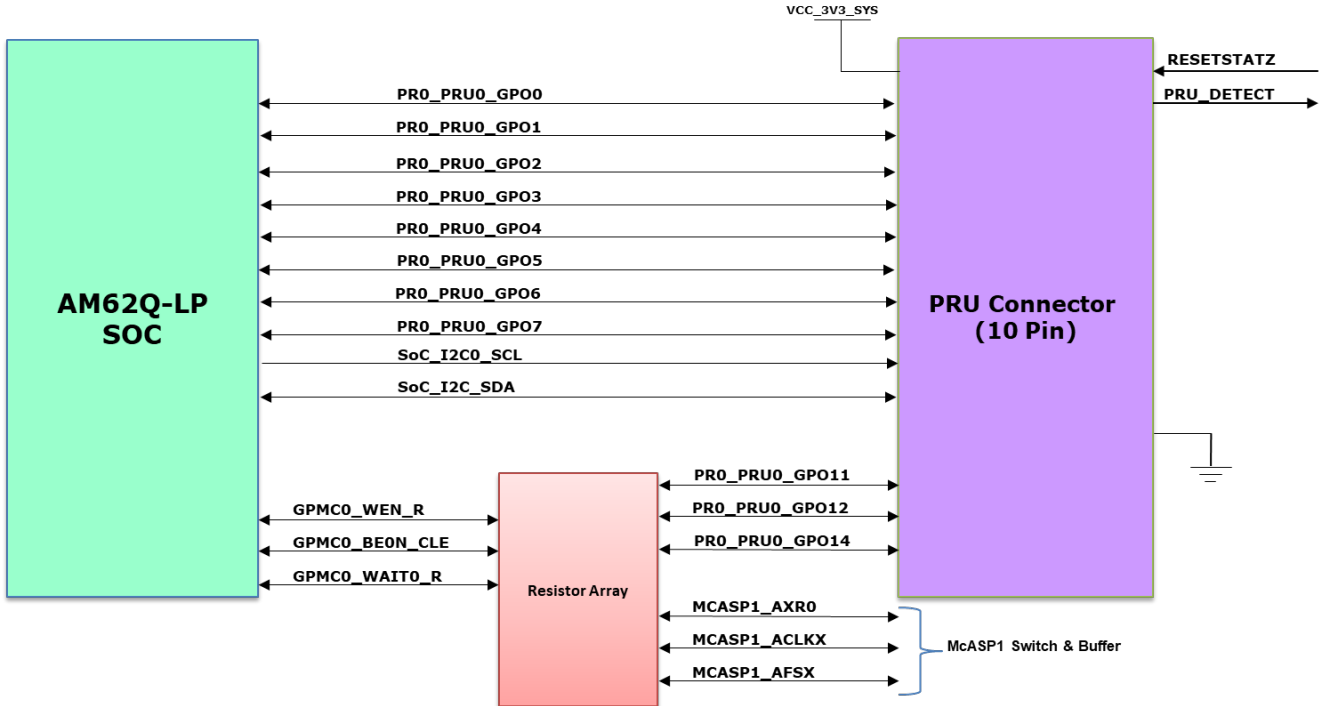 VCC_3V3_SYS
RESETSTATZ
PRU_DETECT
PR0_PRU0_GPO0
PR0_PRU0_GPO1
PR0_PRU0_GPO2
PR0_PRU0_GPO3
PR0_PRU0_GPO4
PR0_PRU0_GPO5
PR0_PRU0_GPO6
PR0_PRU0_GPO7
SoC_I2C0_SCL
SoC_I2C_SDA
AM62Q-LP
SOC
PRU Connector
(10 Pin)
PR0_PRU0_GPO11
PR0_PRU0_GPO12
PR0_PRU0_GPO14
GPMC0_WEN_R
GPMC0_BE0N_CLE
GPMC0_WAIT0_R
Resistor Array
MCASP1_AXR0
MCASP1_ACLKX
MCASP1_AFSX
McASP1 Switch & Buffer